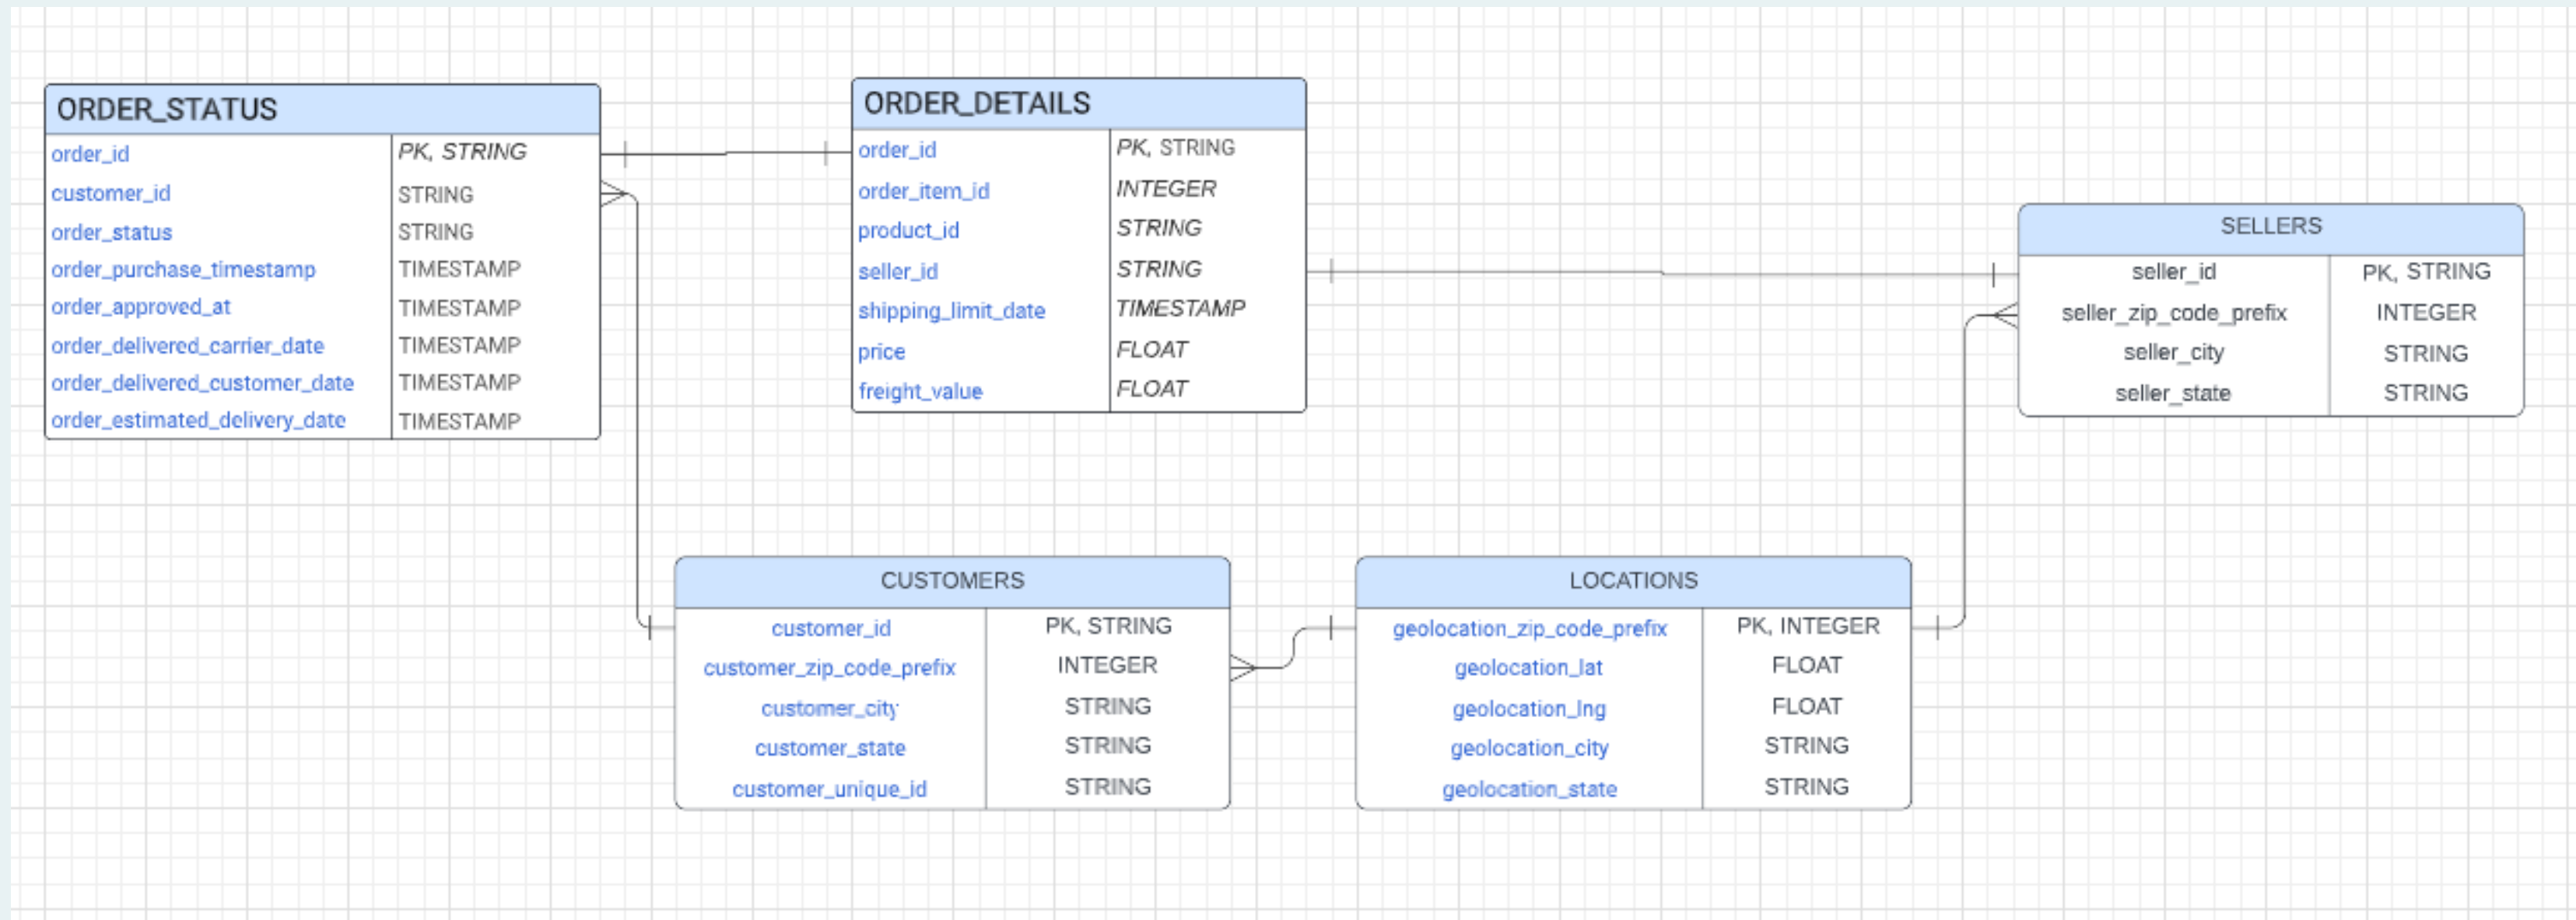 ORDER_STATUS
order_id PK, STRING
customer_id STRING
order_status STRING
order_purchase_timestamp TIMESTAMP
order_approved_at TIMESTAMP
order_delivered_carrier_date TIMESTAMP
order_delivered_customer_date TIMESTAMP
order_estimated_delivery_date TIMESTAMP
ORDER_DETAILS
order_id PK, STRING
order_item_id INTEGER
product_id STRING
seller_id STRING
shipping_limit_date TIMESTAMP
price FLOAT
freight_value FLOAT
SELLERS
seller_id PK, STRING
seller_zip_code_prefix INTEGER
seller_city STRING
seller_state STRING
CUSTOMERS
customer_id PK, STRING
customer_zip_code_prefix INTEGER
customer_city STRING
customer_state STRING
customer_unique_id STRING
LOCATIONS
geolocation_zip_code_prefix PK, INTEGER
geolocation_lat FLOAT
geolocation_lng FLOAT
geolocation_city STRING
geolocation_state STRING